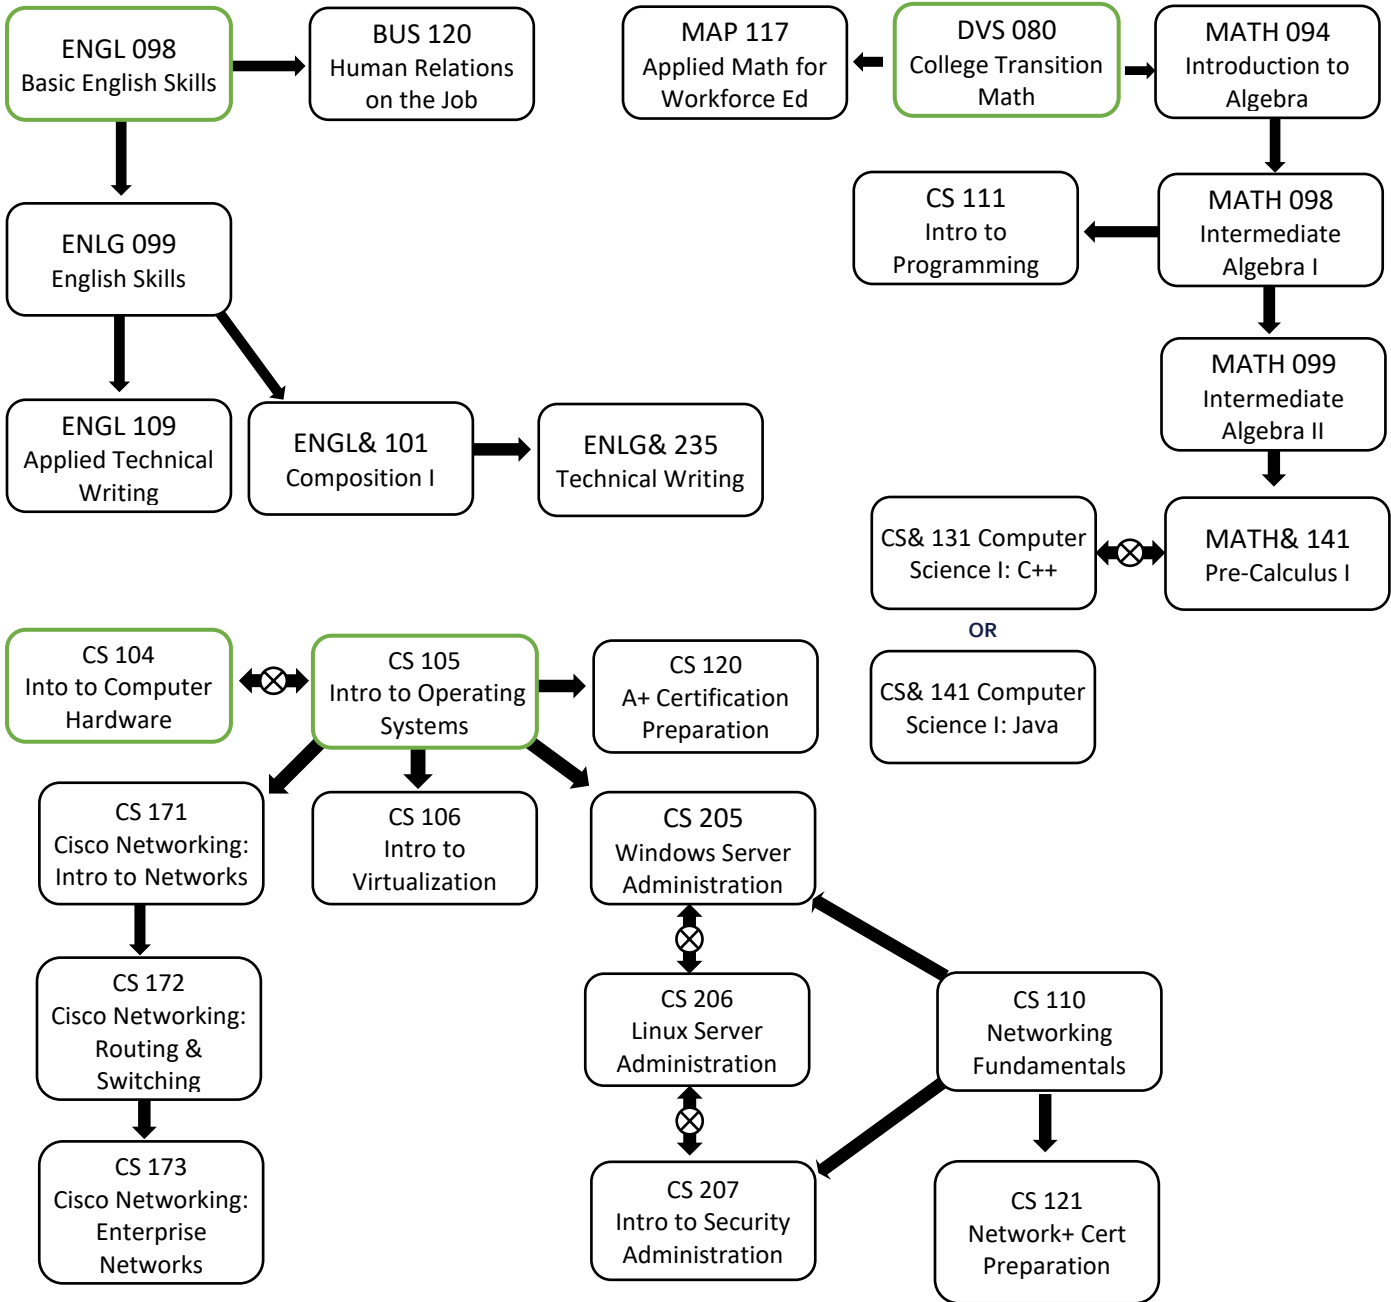 ENGL 098
Basic English Skills
BUS 120
Human Relations
on the Job
MAP 117
Applied Math for
Workforce Ed
DVS 080
College Transition
Math
MATH 094
Introduction to
Algebra
ENLG 099
English Skills
CS 111
Intro to
Programming
MATH 098
Intermediate
Algebra I
MATH 099
Intermediate
Algebra II
ENGL 109
Applied Technical
Writing
ENGL& 101
Composition I
ENLG& 235
Technical Writing
CS& 131 Computer
Science I: C++
MATH& 141
Pre-Calculus I
OR
CS& 141 Computer
Science I: Java
CS 104
Into to Computer
Hardware
CS 105
Intro to Operating
Systems
CS 120
A+ Certification
Preparation
CS 171
Cisco Networking:
Intro to Networks
CS 106
Intro to
Virtualization
CS 205
Windows Server
Administration
CS 172
Cisco Networking:
Routing &
Switching
CS 206
Linux Server
Administration
CS 110
Networking
Fundamentals
CS 173
Cisco Networking:
Enterprise
Networks
CS 207
Intro to Security
Administration
CS 121
Network+ Cert
Preparation